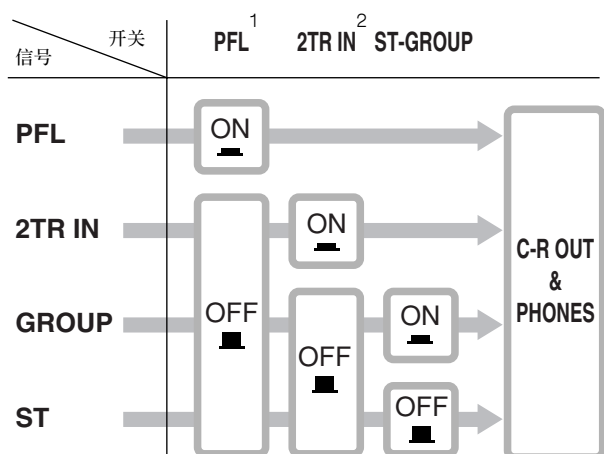 开关
信号
PFL 1 2TR IN 2 ST-GROUP
PFL
ON
2TR IN
ON
C-R OUT
&
PHONES
GROUP
OFF
ON
OFF
ST
OFF